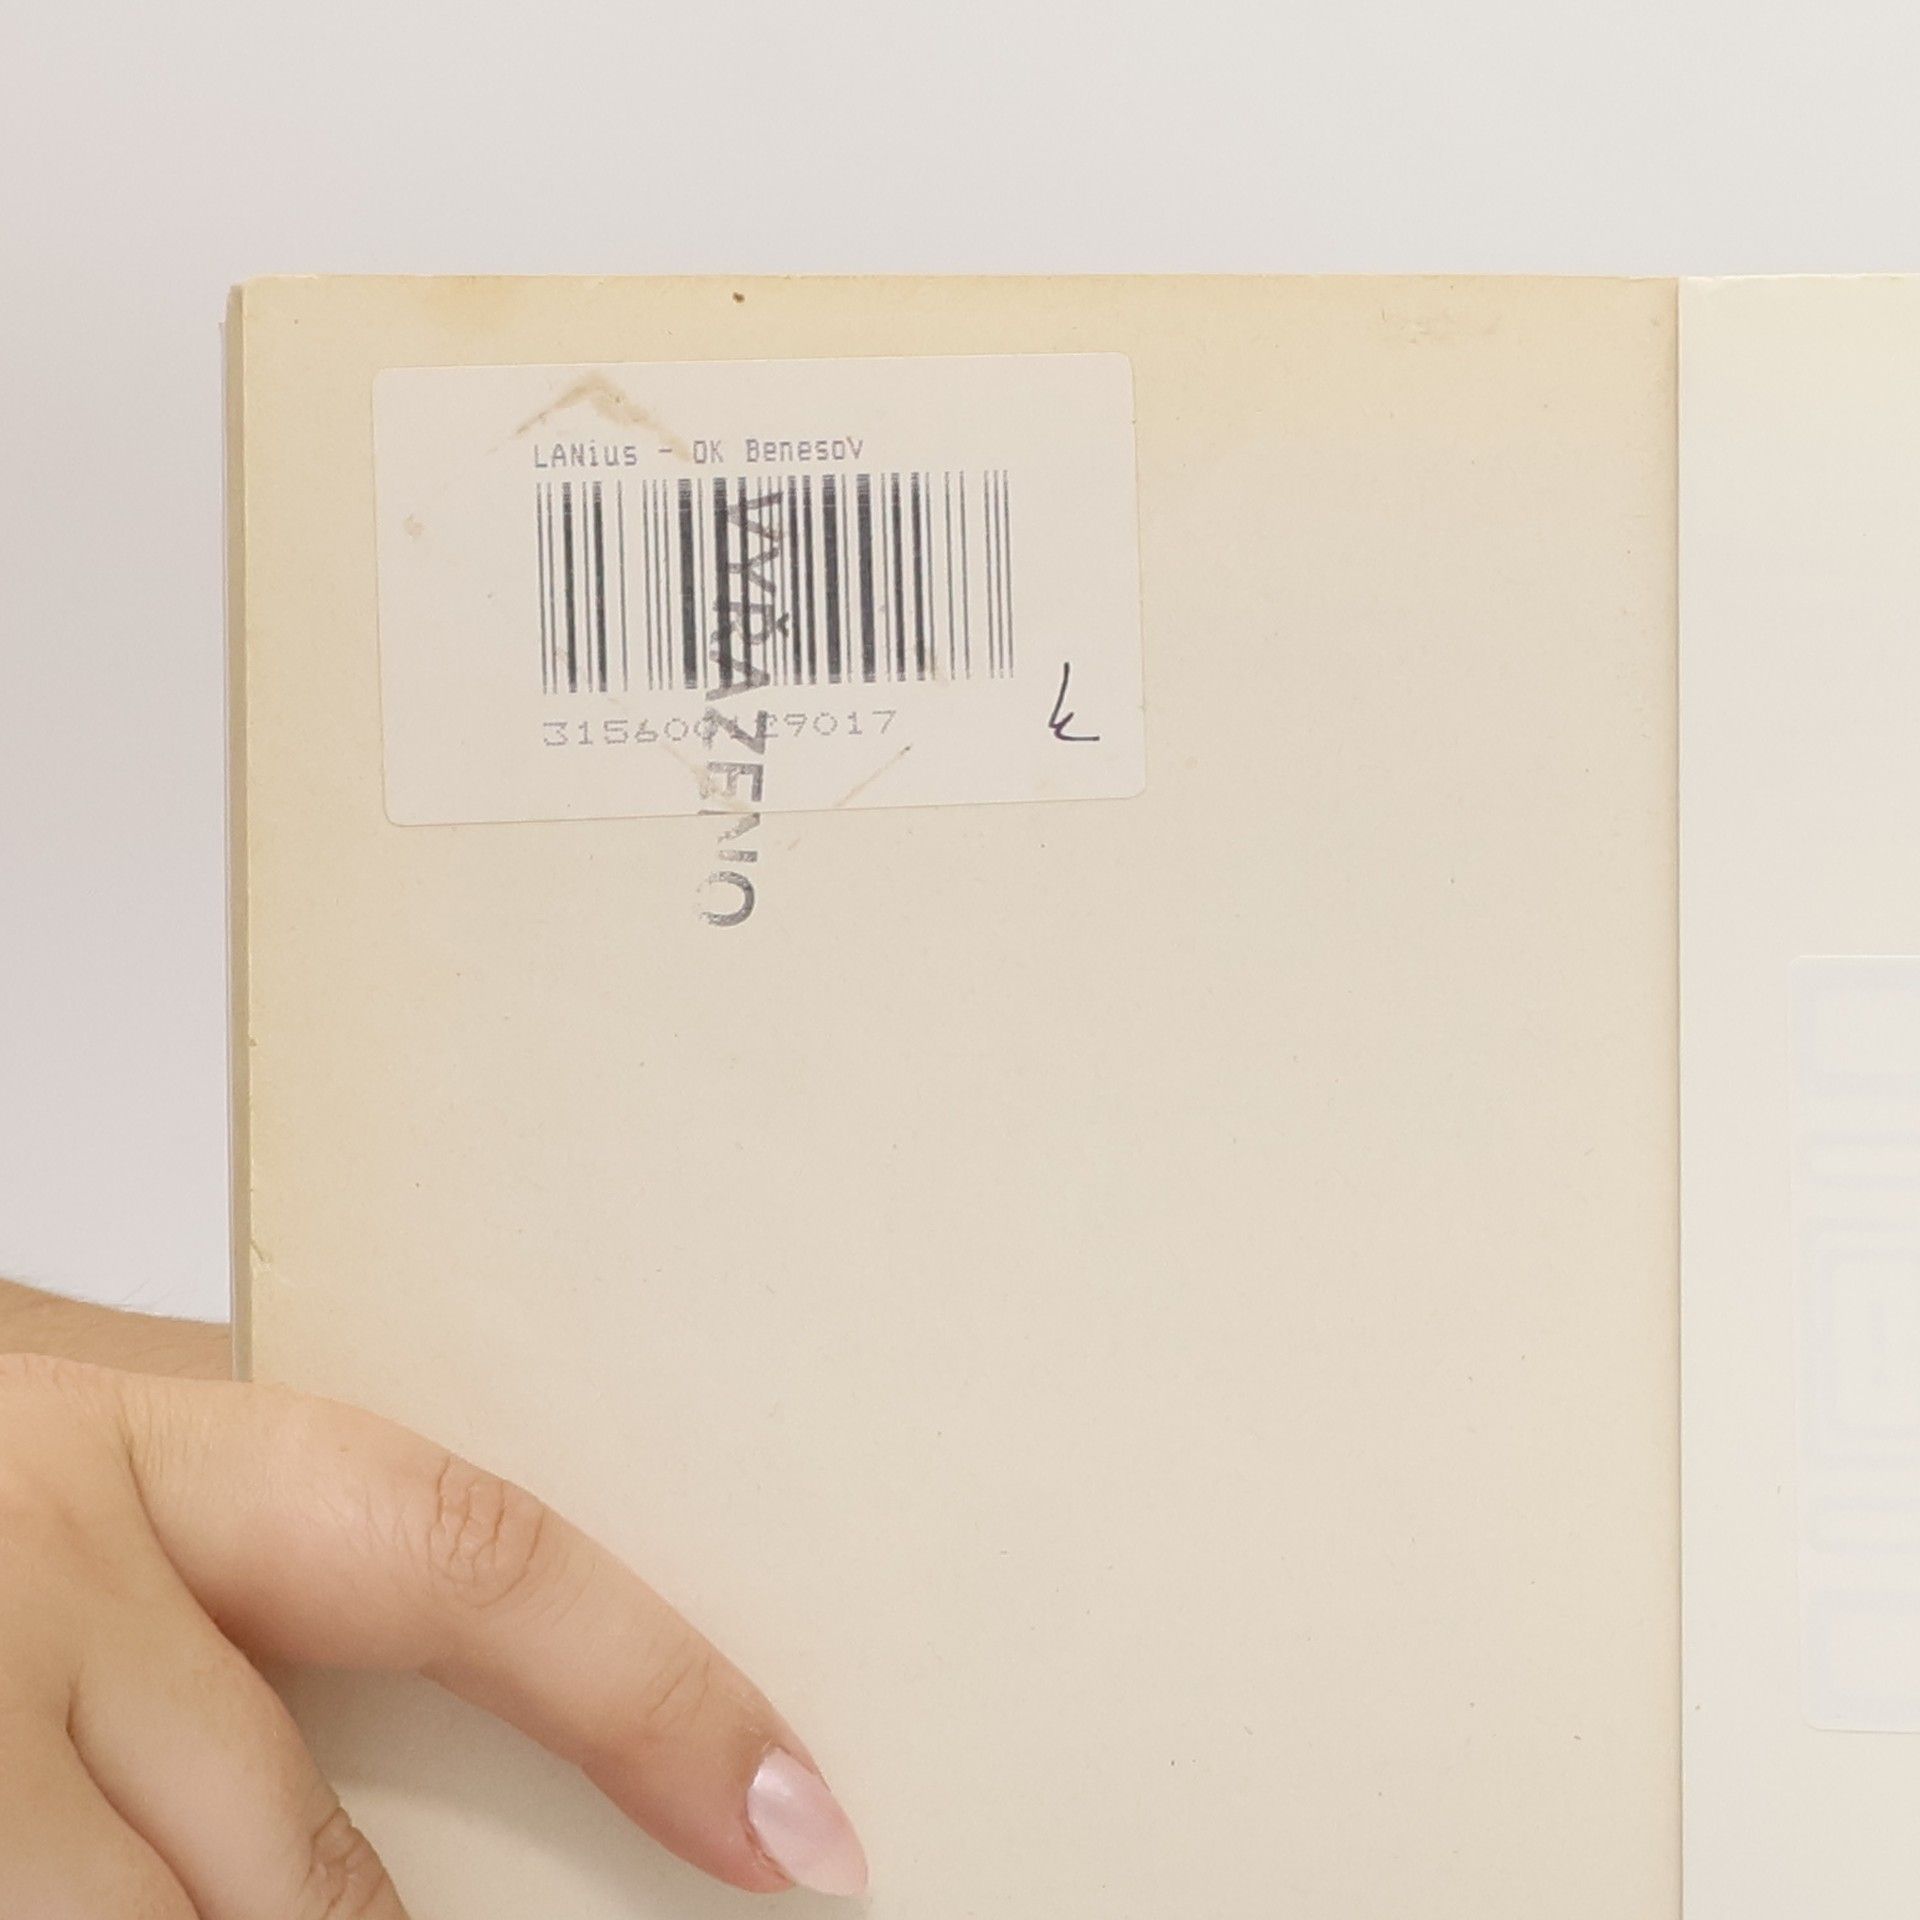 LANius - OK BenesoV
VYŘAZENO